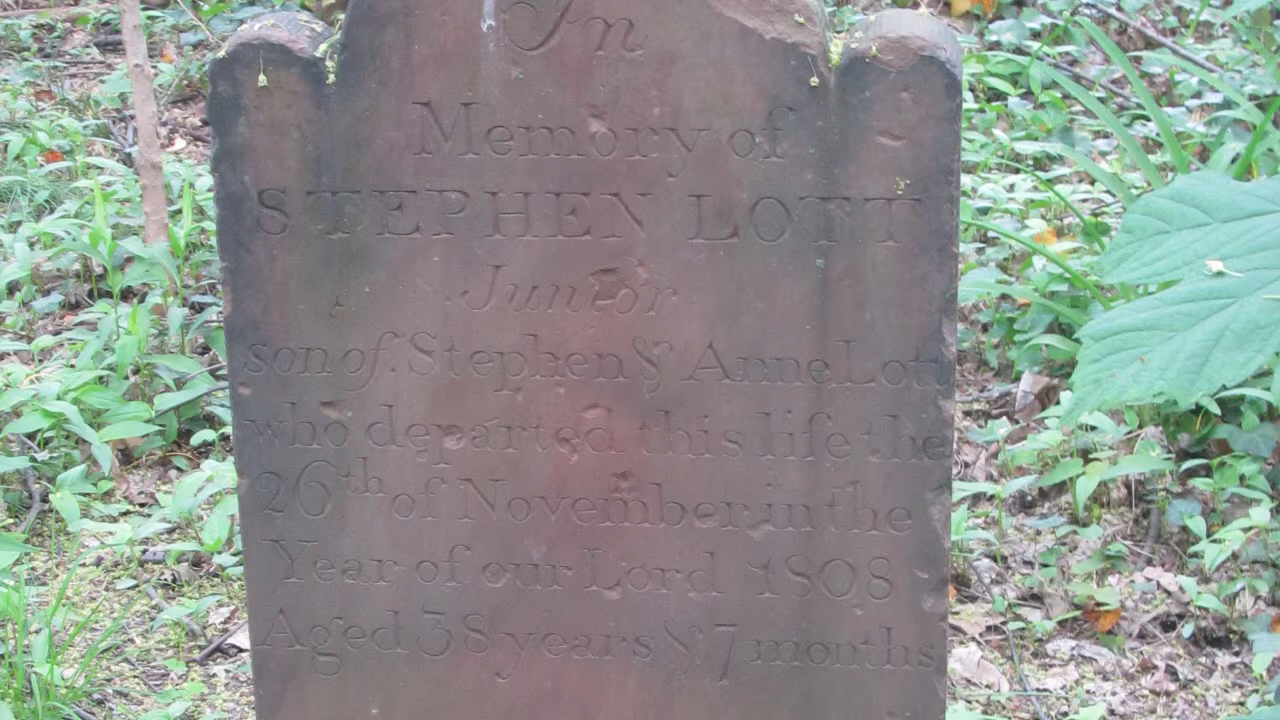 In
Memory of
STEPHEN LOTT
Junior
son of Stephen & Anne Lott
who departed this life the
26th of November in the
Year of our Lord 1808
Aged 38 years & 7 months